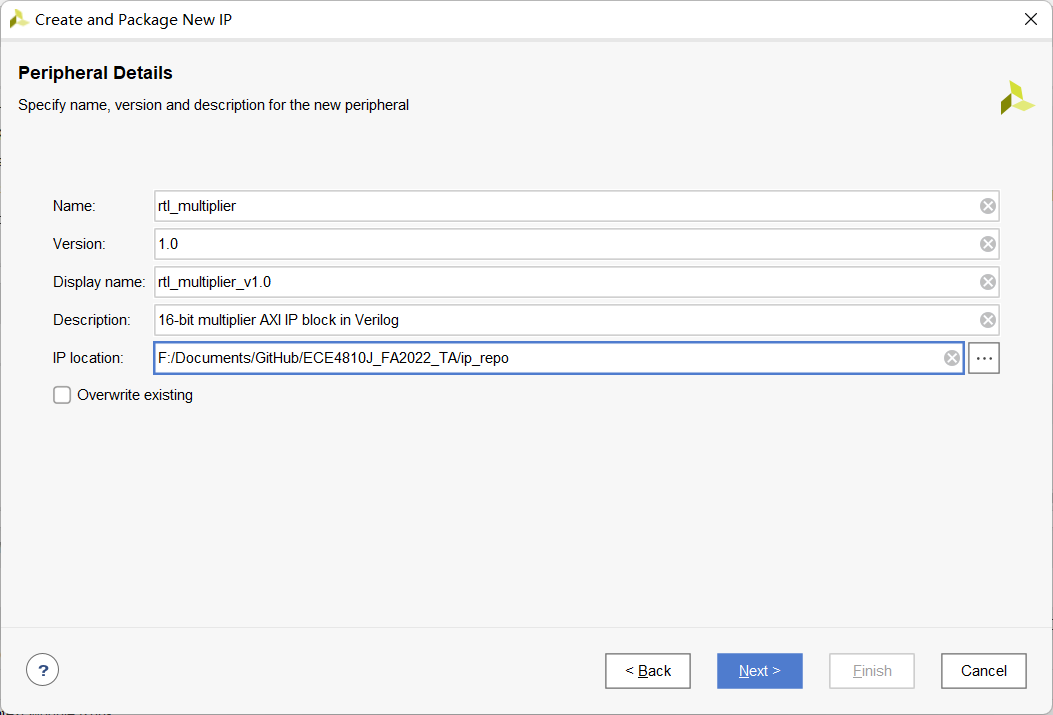 Create and Package New IP
Peripheral Details
Specify name, version and description for the new peripheral
Name: rtl_multiplier
Version: 1.0
Display name: rtl_multiplier_v1.0
Description: 16-bit multiplier AXI IP block in Verilog
IP location: F:/Documents/GitHub/ECE4810J_FA2022_TA/ip_repo
...
Overwrite existing
?
< Back
Next >
Finish
Cancel